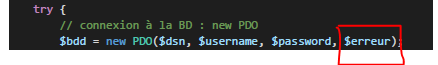 try {
// connexion à la BD : new PDO
$bdd = new PDO($dsn, $username, $password, $erreur);